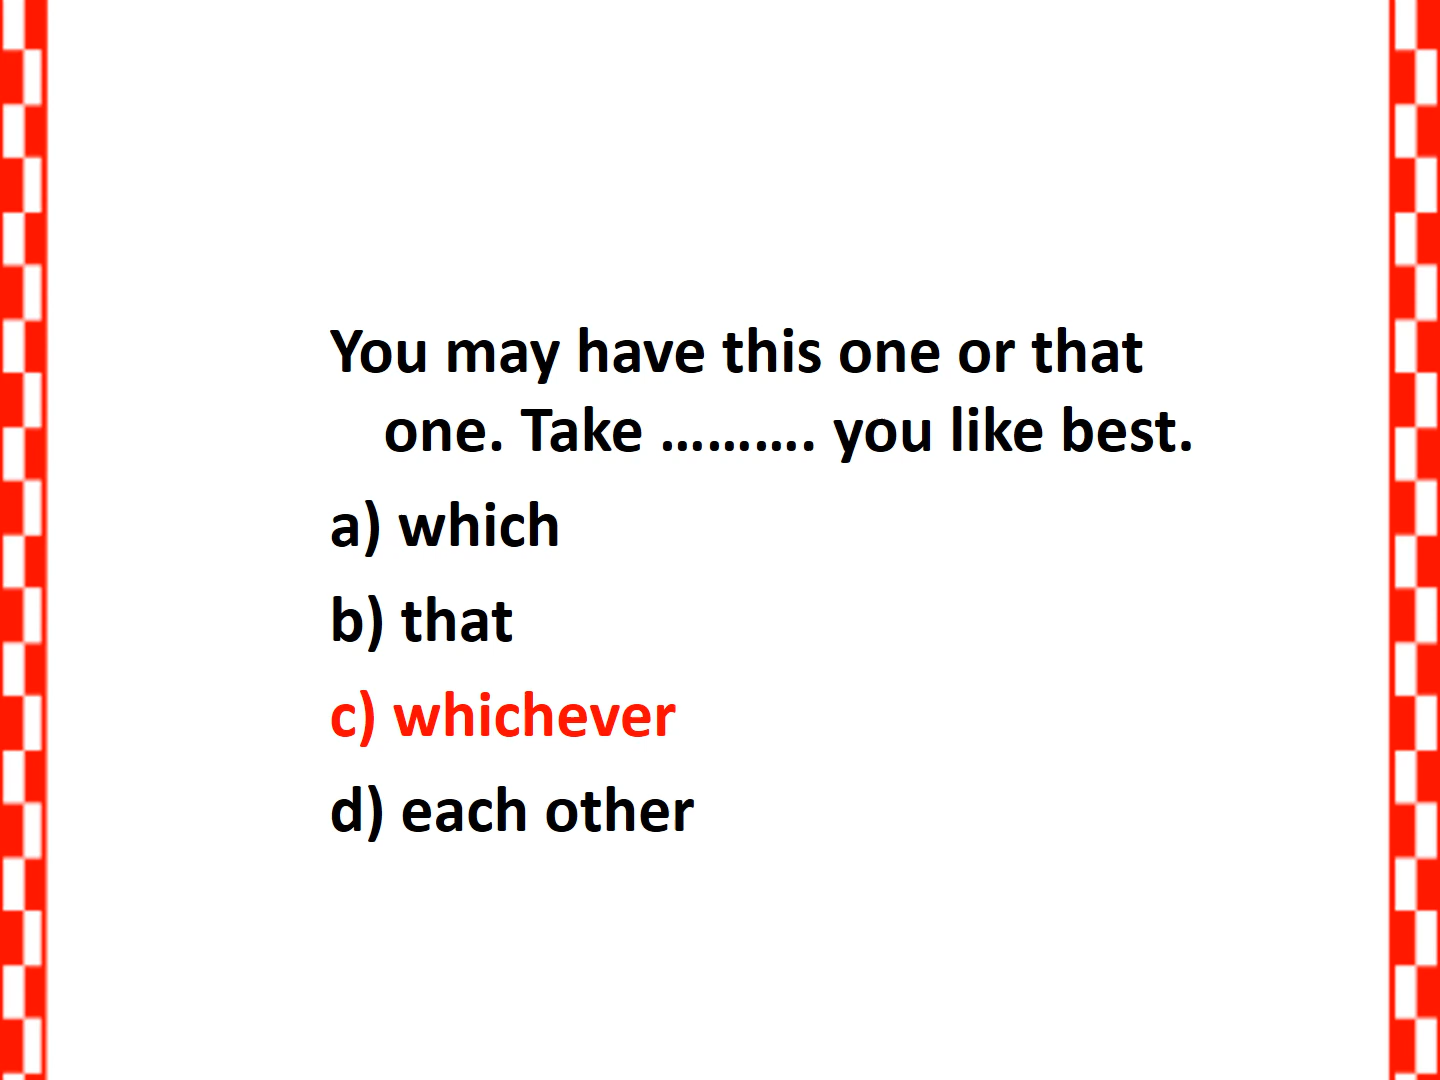 You may have this one or that
one. Take ………. you like best.
a) which
b) that
c) whichever
d) each other